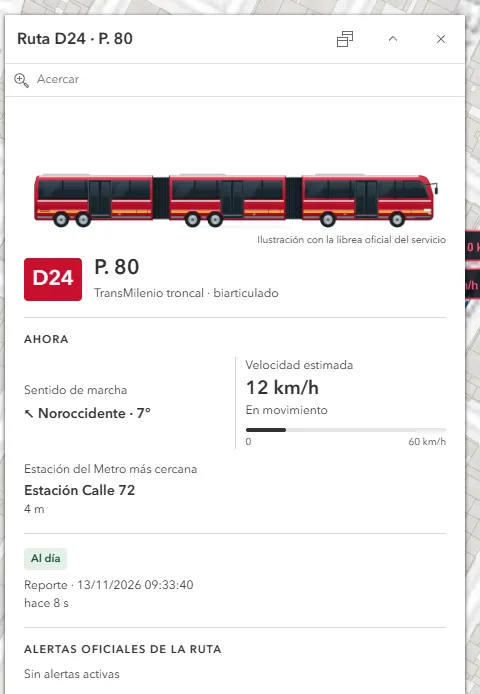 Ruta D24 · P. 80
Acercar
Ilustración con la librea oficial del servicio
D24
P. 80
TransMilenio troncal · biarticulado
AHORA
Sentido de marcha
↖ Noroccidente · 7°
Velocidad estimada
12 km/h
En movimiento
0
60 km/h
Estación del Metro más cercana
Estación Calle 72
4 m
Al día
Reporte · 13/11/2026 09:33:40
hace 8 s
ALERTAS OFICIALES DE LA RUTA
Sin alertas activas